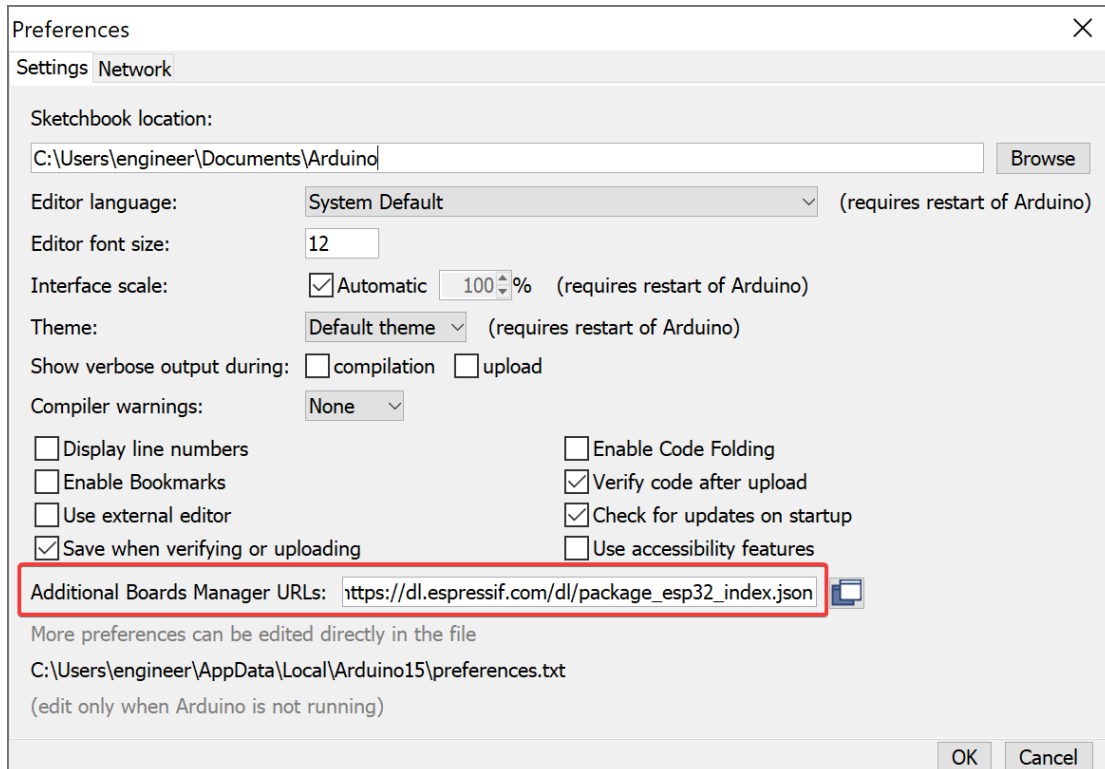 Preferences
Settings Network
Sketchbook location:
C:\Users\engineer\Documents\Arduino Browse
Editor language: System Default (requires restart of Arduino)
Editor font size: 12
Interface scale: Automatic 100 % (requires restart of Arduino)
Theme: Default theme (requires restart of Arduino)
Show verbose output during: compilation upload
Compiler warnings: None
Display line numbers Enable Code Folding
Enable Bookmarks Verify code after upload
Use external editor Check for updates on startup
Save when verifying or uploading Use accessibility features
Additional Boards Manager URLs: https://dl.espressif.com/dl/package_esp32_index.json
More preferences can be edited directly in the file
C:\Users\engineer\AppData\Local\Arduino15\preferences.txt
(edit only when Arduino is not running)
OK Cancel